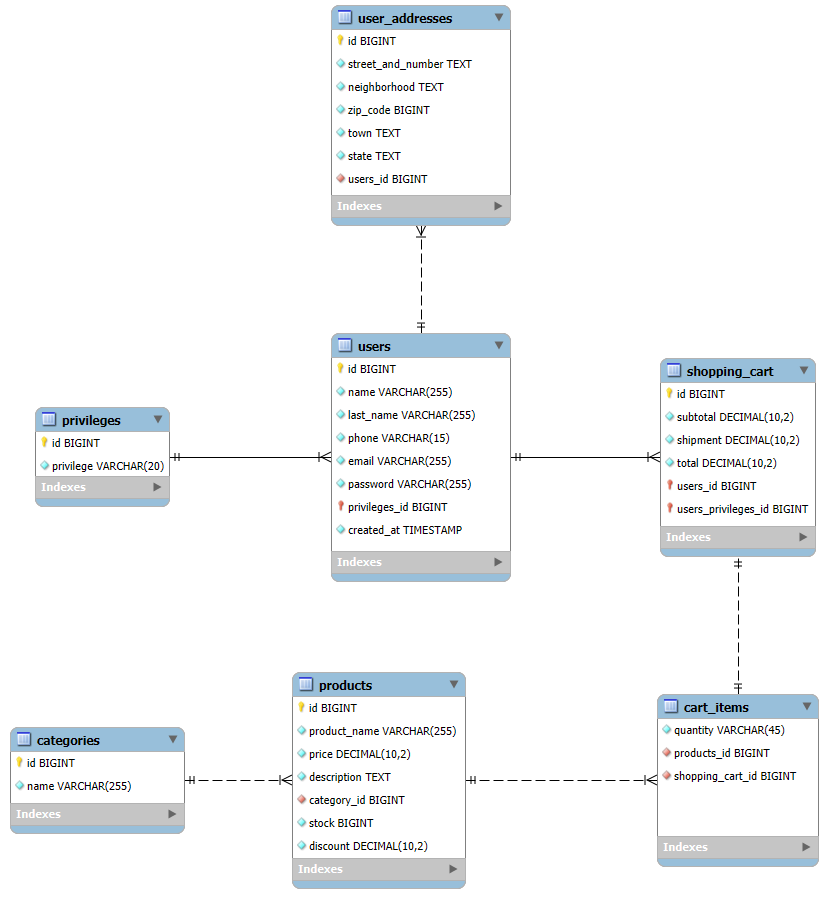 user_addresses
id BIGINT
street_and_number TEXT
neighborhood TEXT
zip_code BIGINT
town TEXT
state TEXT
users_id BIGINT
Indexes
users
id BIGINT
name VARCHAR(255)
last_name VARCHAR(255)
phone VARCHAR(15)
email VARCHAR(255)
password VARCHAR(255)
privileges_id BIGINT
created_at TIMESTAMP
Indexes
shopping_cart
id BIGINT
subtotal DECIMAL(10,2)
shipment DECIMAL(10,2)
total DECIMAL(10,2)
users_id BIGINT
users_privileges_id BIGINT
Indexes
privileges
id BIGINT
privilege VARCHAR(20)
Indexes
products
id BIGINT
product_name VARCHAR(255)
price DECIMAL(10,2)
description TEXT
category_id BIGINT
stock BIGINT
discount DECIMAL(10,2)
Indexes
cart_items
quantity VARCHAR(45)
products_id BIGINT
shopping_cart_id BIGINT
Indexes
categories
id BIGINT
name VARCHAR(255)
Indexes